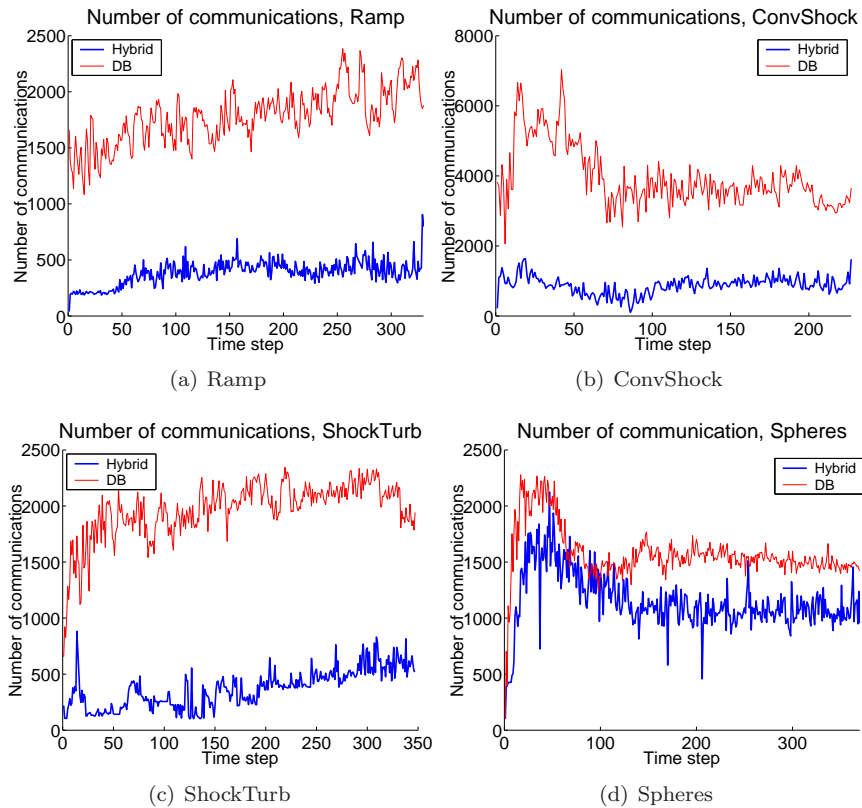 Number of communications, Ramp
Hybrid
DB
Number of communications
2500
2000
1500
1000
500
0
0 50 100 150 200 250 300
Time step
(a) Ramp
Number of communications, ConvShock
Hybrid
DB
Number of communications
8000
6000
4000
2000
0
0 50 100 150 200
Time step
(b) ConvShock
Number of communications, ShockTurb
Hybrid
DB
Number of communications
2500
2000
1500
1000
500
0
0 50 100 150 200 250 300 350
Time step
(c) ShockTurb
Number of communication, Spheres
Hybrid
DB
Number of communications
2500
2000
1500
1000
500
0
0 100 200 300
Time step
(d) Spheres